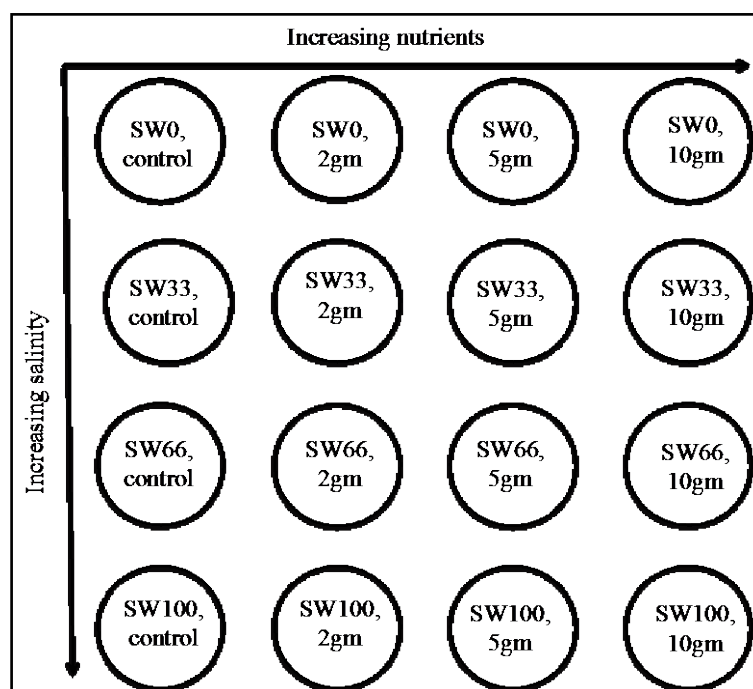 Increasing nutrients
Increasing salinity
SW0,
control
SW0,
2gm
SW0,
5gm
SW0,
10gm
SW33,
control
SW33,
2gm
SW33,
5gm
SW33,
10gm
SW66,
control
SW66,
2gm
SW66,
5gm
SW66,
10gm
SW100,
control
SW100,
2gm
SW100,
5gm
SW100,
10gm